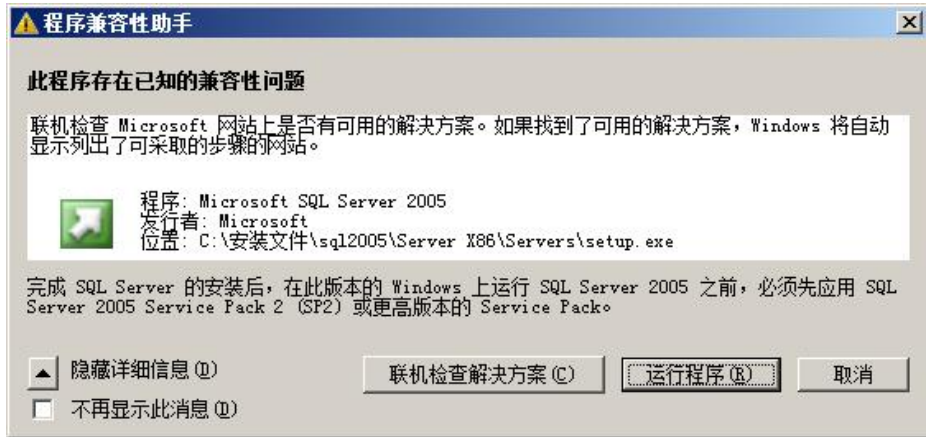 程序兼容性助手
此程序存在已知的兼容性问题
联机检查 Microsoft 网站上是否有可用的解决方案。如果找到了可用的解决方案，Windows 将自动
显示列出了可采取的步骤的网站。
程序: Microsoft SQL Server 2005
发行者: Microsoft
位置: C:\安装文件\sql2005\Server X86\Servers\setup.exe
完成 SQL Server 的安装后，在此版本的 Windows 上运行 SQL Server 2005 之前，必须先应用 SQL
Server 2005 Service Pack 2 (SP2) 或更高版本的 Service Pack。
隐藏详细信息(D)
联机检查解决方案(C)
运行程序(R)
取消
不再显示此消息(D)